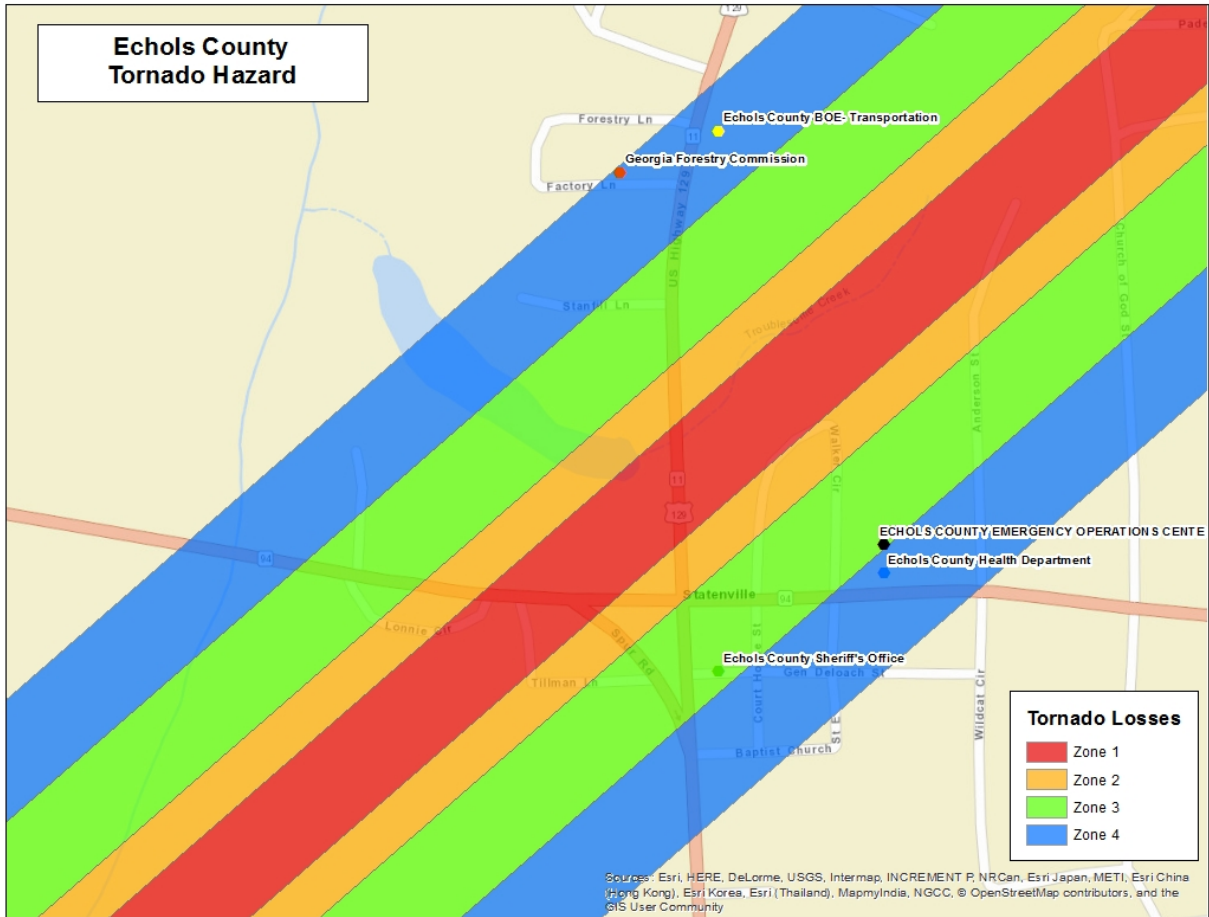 Echols County
Tornado Hazard
129
Forestry Ln
11
Echols County BOE- Transportation
Georgia Forestry Commission
Factory Ln
US Highway 129
Stanfill Ln
Troublesome Creek
Church of God St
Anderson St
Walker Cir
11
129
94
ECHOLS COUNTY EMERGENCY OPERATIONS CENTE
Echols County Health Department
Statenville
94
Lonnie Cir
Spur Rd
Echols County Sheriff's Office
Tillman Ln
Gen Deloach St
Court House St
Wildcat Cir
St E
Baptist Church
Tornado Losses
Zone 1
Zone 2
Zone 3
Zone 4
Sources: Esri, HERE, DeLorme, USGS, Intermap, INCREMENT P, NRCan, Esri Japan, METI, Esri China
(Hong Kong), Esri Korea, Esri (Thailand), MapmyIndia, NGCC, © OpenStreetMap contributors, and the
GIS User Community